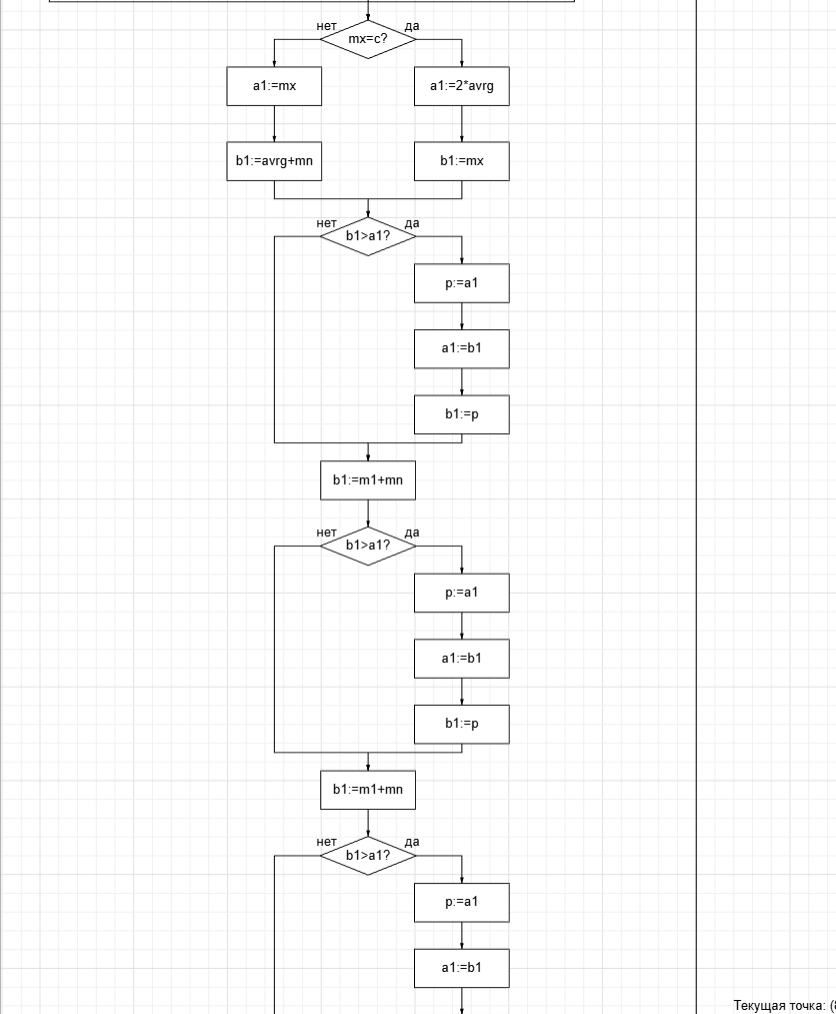 нет
да
mx=c?
a1:=mx
a1:=2*avrg
b1:=avrg+mn
b1:=mx
нет
да
b1>a1?
p:=a1
a1:=b1
b1:=p
b1:=m1+mn
нет
да
b1>a1?
p:=a1
a1:=b1
b1:=p
b1:=m1+mn
нет
да
b1>a1?
p:=a1
a1:=b1
Текущая точка: (